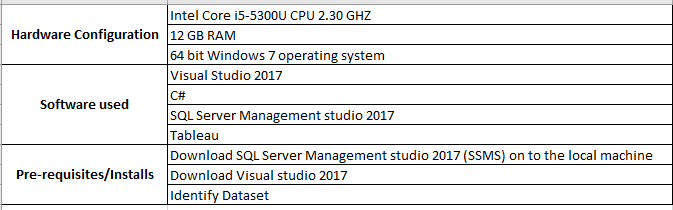 Hardware Configuration
Intel Core i5-5300U CPU 2.30 GHZ
12 GB RAM
64 bit Windows 7 operating system
Software used
Visual Studio 2017
C#
SQL Server Management studio 2017
Tableau
Pre-requisites/Installs
Download SQL Server Management studio 2017 (SSMS) on to the local machine
Download Visual studio 2017
Identify Dataset